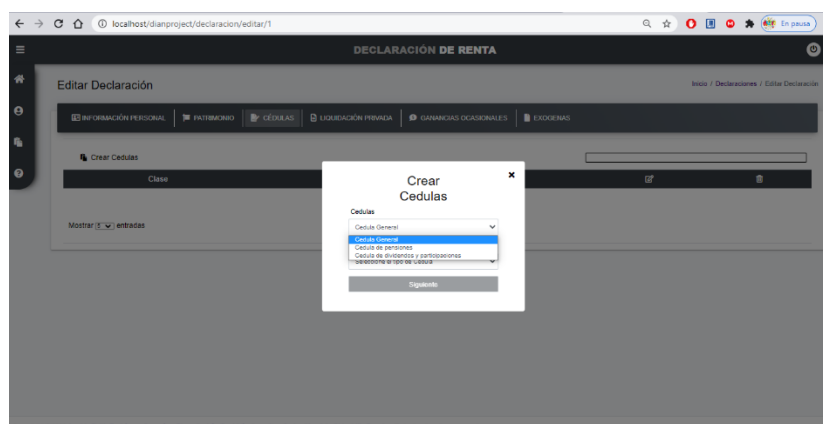 localhost/dianproject/declaracion/editar/1
En pausa
DECLARACIÓN DE RENTA
Editar Declaración
Inicio / Declaraciones / Editar Declaración
INFORMACIÓN PERSONAL
PATRIMONIO
CÉDULAS
LIQUIDACIÓN PRIVADA
GANANCIAS OCASIONALES
EXOGENAS
Crear Cedulas
Clase
Mostrar 5 entradas
Crear
Cedulas
Cedulas
Cedula General
Cedula General
Cedula de pensiones
Cedula de dividendos y participaciones
Seleccione el tipo de Cedula
Siguiente